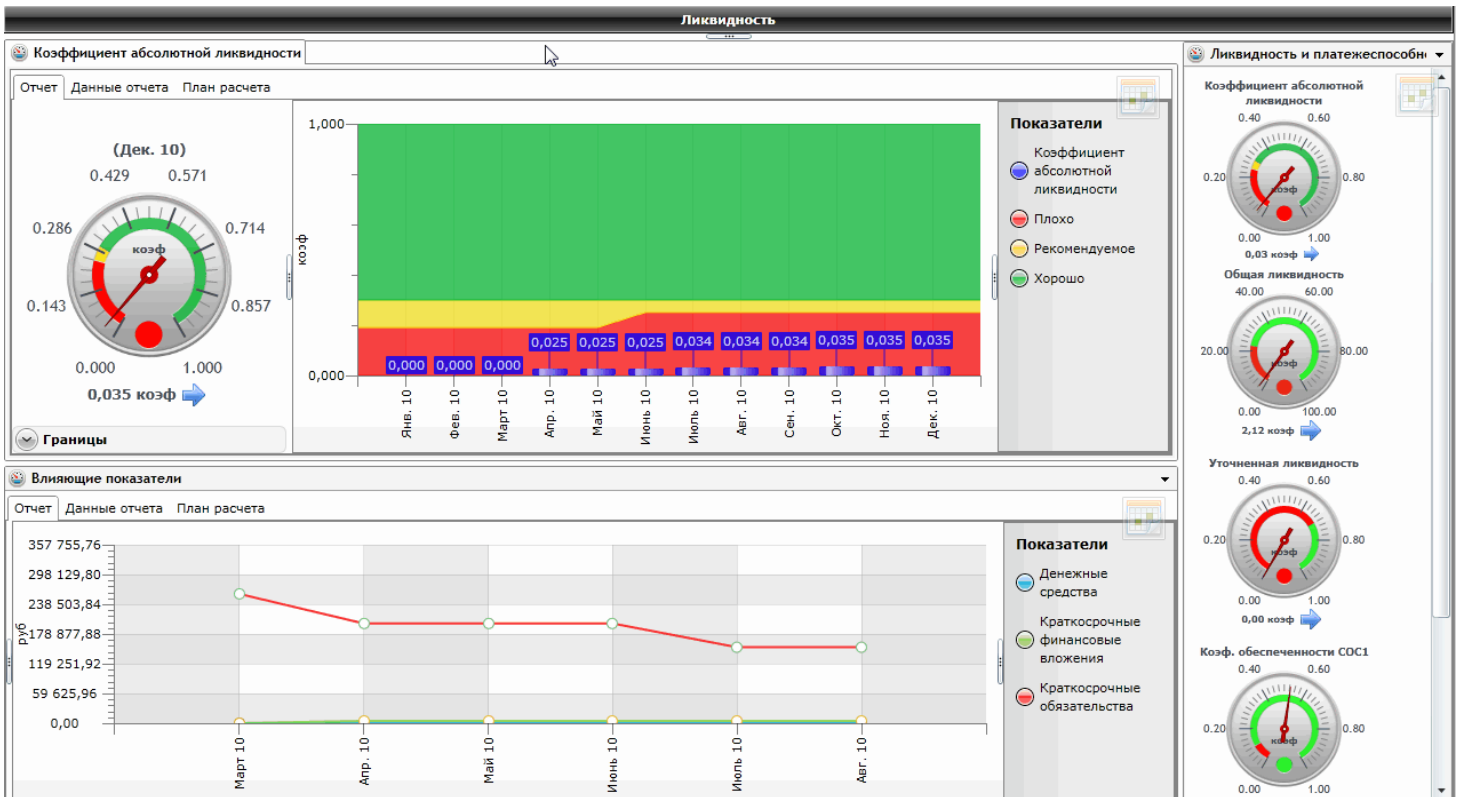 Ликвидность
Коэффициент абсолютной ликвидности
Отчет Данные отчета План расчета
(Дек. 10)
0.429 0.571
0.286 0.714
коэф
0.143 0.857
0.000 1.000
0,035 коэф
Границы
1,000
коэф
0,000
0,000 0,000 0,000 0,025 0,025 0,025 0,034 0,034 0,034 0,035 0,035 0,035
Янв. 10
Фев. 10
Март 10
Апр. 10
Май 10
Июнь 10
Июль 10
Авг. 10
Сен. 10
Окт. 10
Ноя. 10
Дек. 10
Показатели
Коэффициент
абсолютной
ликвидности
Плохо
Рекомендуемое
Хорошо
Влияющие показатели
Отчет Данные отчета План расчета
357 755,76
298 129,80
238 503,84
178 877,88
119 251,92
59 625,96
0,00
руб
Март 10
Апр. 10
Май 10
Июнь 10
Июль 10
Авг. 10
Показатели
Денежные
средства
Краткосрочные
финансовые
вложения
Краткосрочные
обязательства
Ликвидность и платежеспособн
Коэффициент абсолютной
ликвидности
0.40 0.60
0.20 0.80
коэф
0.00 1.00
0,03 коэф
Общая ликвидность
40.00 60.00
20.00 80.00
коэф
0.00 100.00
2,12 коэф
Уточненная ликвидность
0.40 0.60
0.20 0.80
коэф
0.00 1.00
0,00 коэф
Коэф. обеспеченности СОС1
0.40 0.60
0.20 0.80
коэф
0.00 1.00